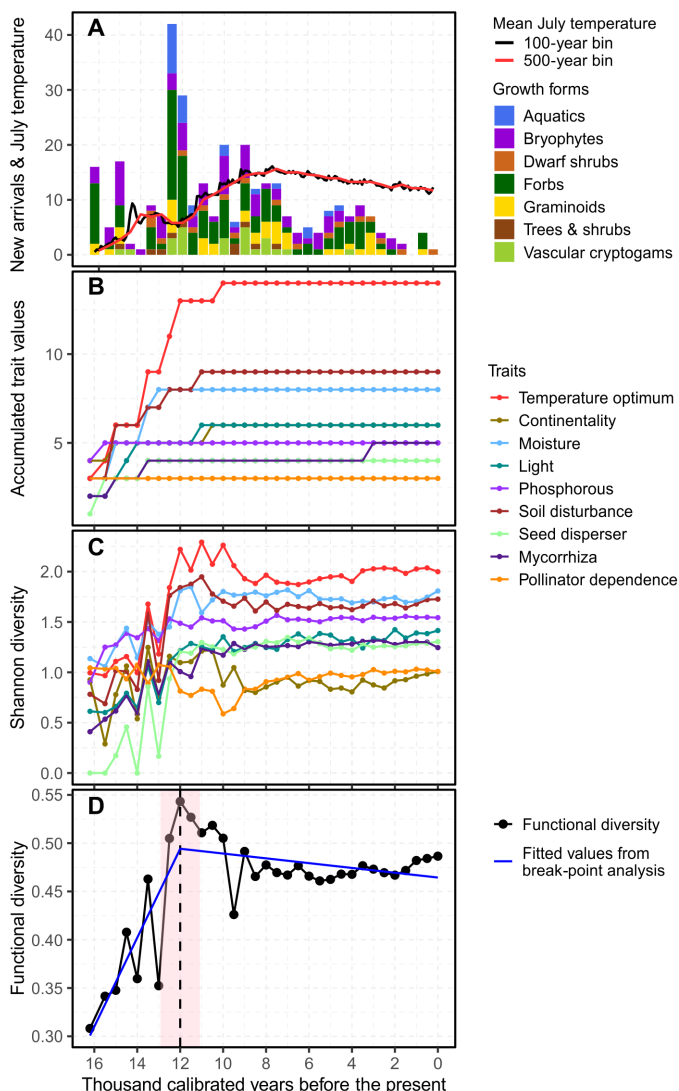 A
New arrivals & July temperature
40
30
20
10
0
Mean July temperature
100-year bin
500-year bin
Growth forms
Aquatics
Bryophytes
Dwarf shrubs
Forbs
Graminoids
Trees & shrubs
Vascular cryptogams
B
Accumulated trait values
10
5
Traits
Temperature optimum
Continentality
Moisture
Light
Phosphorous
Soil disturbance
Seed disperser
Mycorrhiza
Pollinator dependence
C
Shannon diversity
2.0
1.5
1.0
0.5
0.0
D
Functional diversity
0.55
0.50
0.45
0.40
0.35
0.30
Functional diversity
Fitted values from
break-point analysis
16 14 12 10 8 6 4 2 0
Thousand calibrated years before the present